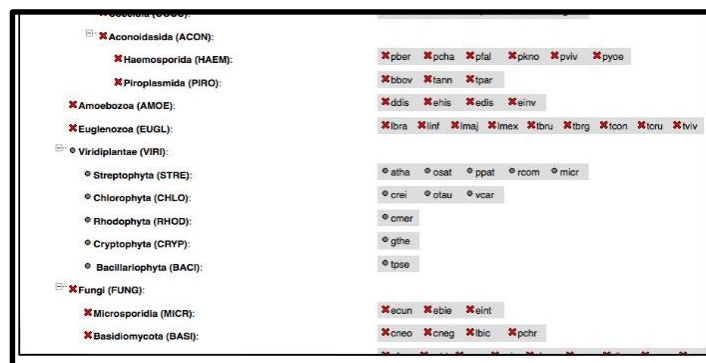 Aconoidasida (ACON):
Haemosporida (HAEM): pber pcha pfal pkno pviv pyoe
Piroplasmida (PIRO): bbov tann tpar
Amoebozoa (AMOE): ddis ehis edis einv
Euglenozoa (EUGL): lbra linf lmaj lmex tbru tbrg tcon tcru tviv
Viridiplantae (VIRI):
Streptophyta (STRE): atha osat ppat rcom micr
Chlorophyta (CHLO): crei otau vcar
Rhodophyta (RHOD): cmer
Cryptophyta (CRYP): gthe
Bacillariophyta (BACI): tpse
Fungi (FUNG):
Microsporidia (MICR): ecun ebie eint
Basidiomycota (BASI): cneo cneg lbic pchr